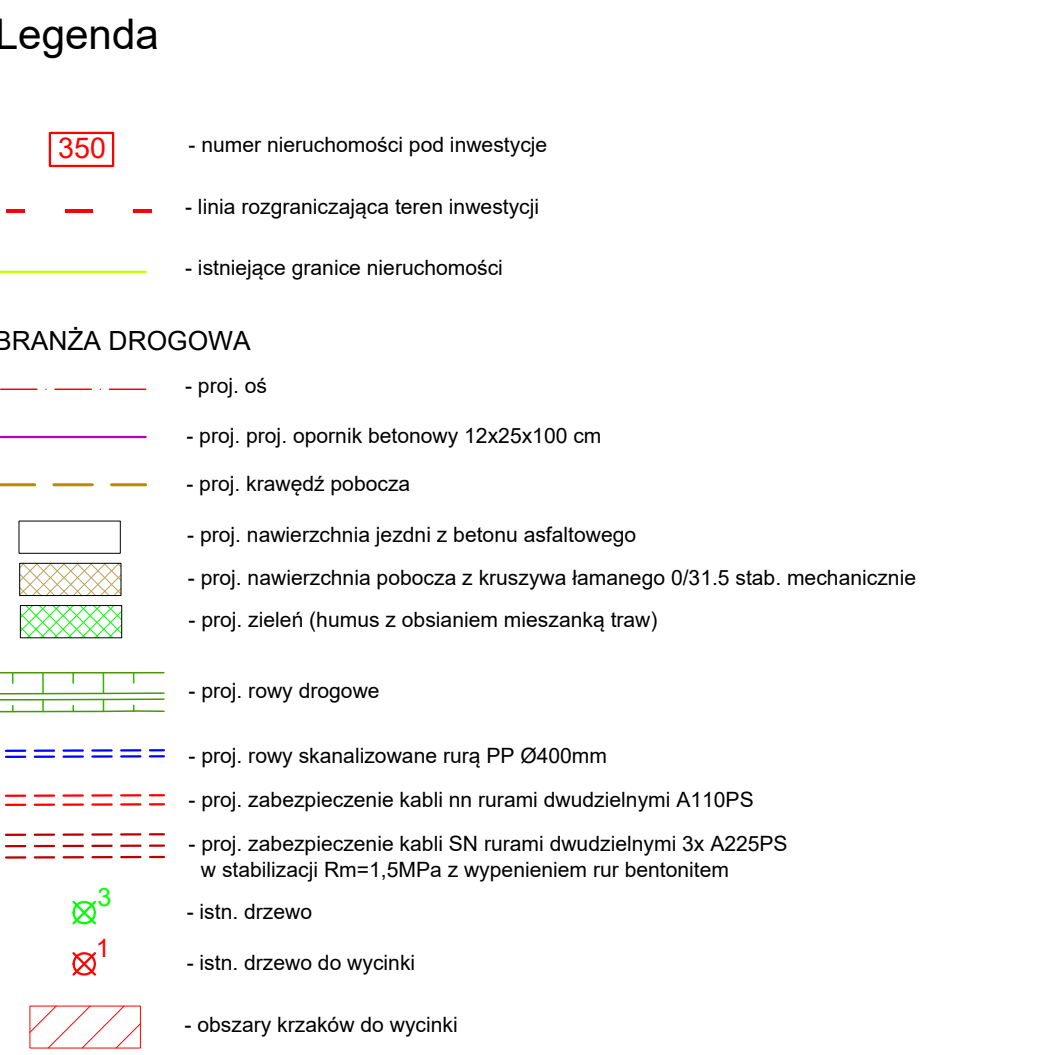 Legenda
350 - numer nieruchomości pod inwestycje
- linia rozgraniczająca teren inwestycji
- istniejące granice nieruchomości
BRANŻA DROGOWA
- proj. oś
- proj. proj. opornik betonowy 12x25x100 cm
- proj. krawędź pobocza
- proj. nawierzchnia jezdni z betonu asfaltowego
- proj. nawierzchnia pobocza z kruszywa łamanego 0/31.5 stab. mechanicznie
- proj. zieleń (humus z obsianiem mieszanką traw)
- proj. rowy drogowe
- proj. rowy skanalizowane rurą PP Ø400mm
- proj. zabezpieczenie kabli nn rurami dwudzielnymi A110PS
- proj. zabezpieczenie kabli SN rurami dwudzielnymi 3x A225PS
w stabilizacji Rm=1,5MPa z wypenieniem rur bentonitem
3 - istn. drzewo
1 - istn. drzewo do wycinki
- obszary krzaków do wycinki